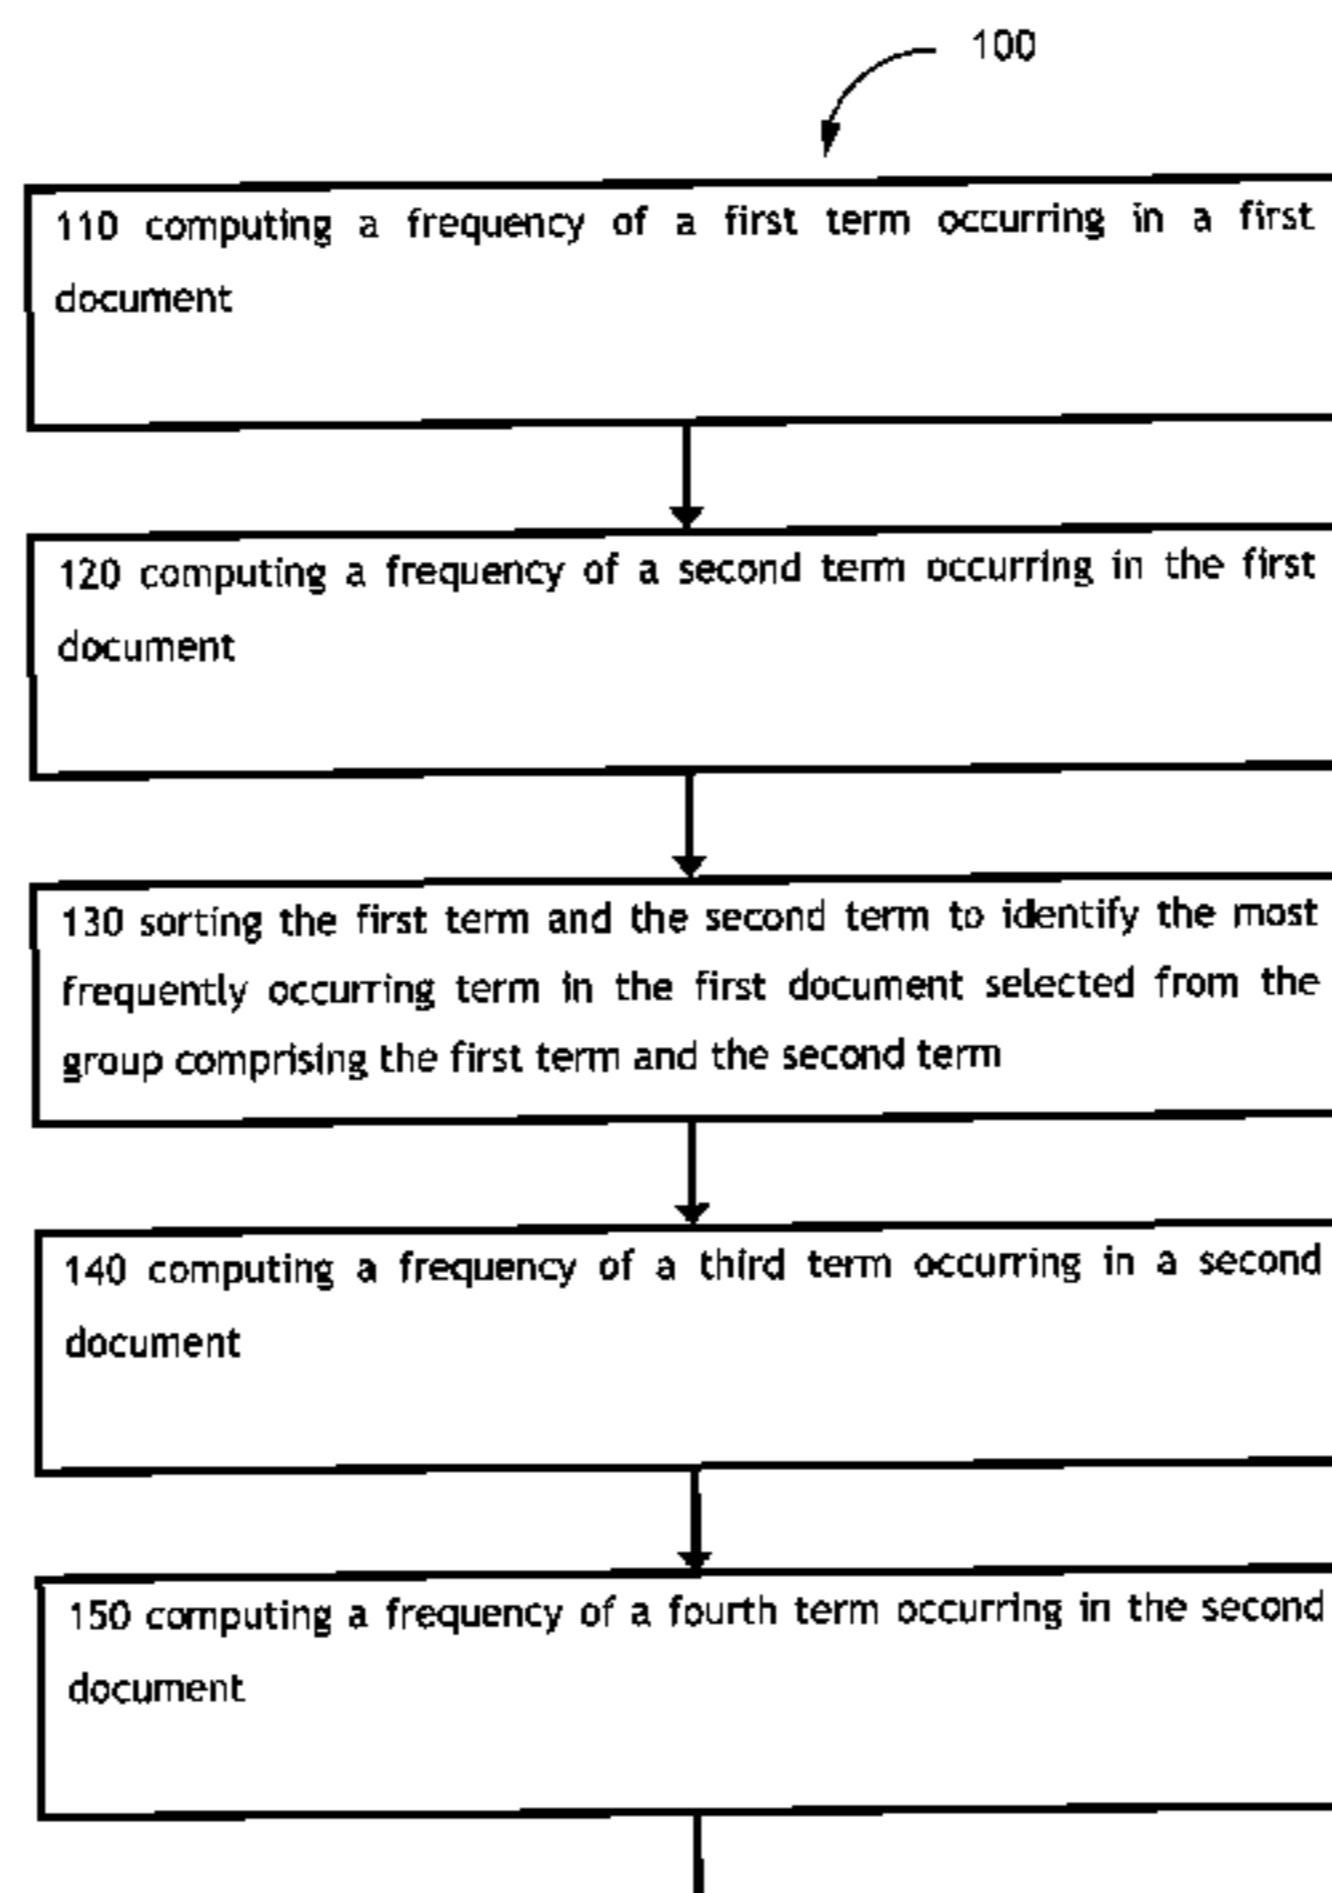 100
110 computing a frequency of a first term occurring in a first
document
120 computing a frequency of a second term occurring in the first
document
130 sorting the first term and the second term to identify the most
frequently occurring term in the first document selected from the
group comprising the first term and the second term
140 computing a frequency of a third term occurring in a second
document
150 computing a frequency of a fourth term occurring in the second
document